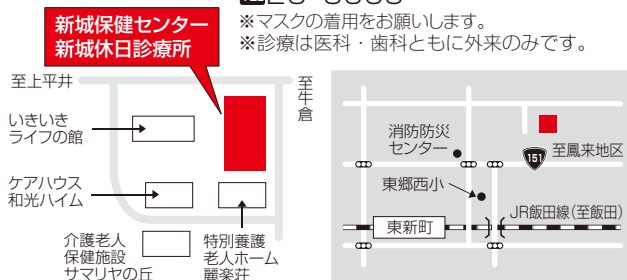 ※マスクの着用をお願いします。
※診療は医科・歯科ともに外来のみです。
新城保健センター
新城休日診療所
至上平井
至牛倉
いきいき
ライフの館
ケアハウス
和光ハイム
介護老人
保健施設
サマリヤの丘
特別養護
老人ホーム
麗楽荘
消防防災
センター
151
至鳳来地区
東郷西小
JR飯田線(至飯田)
東新町